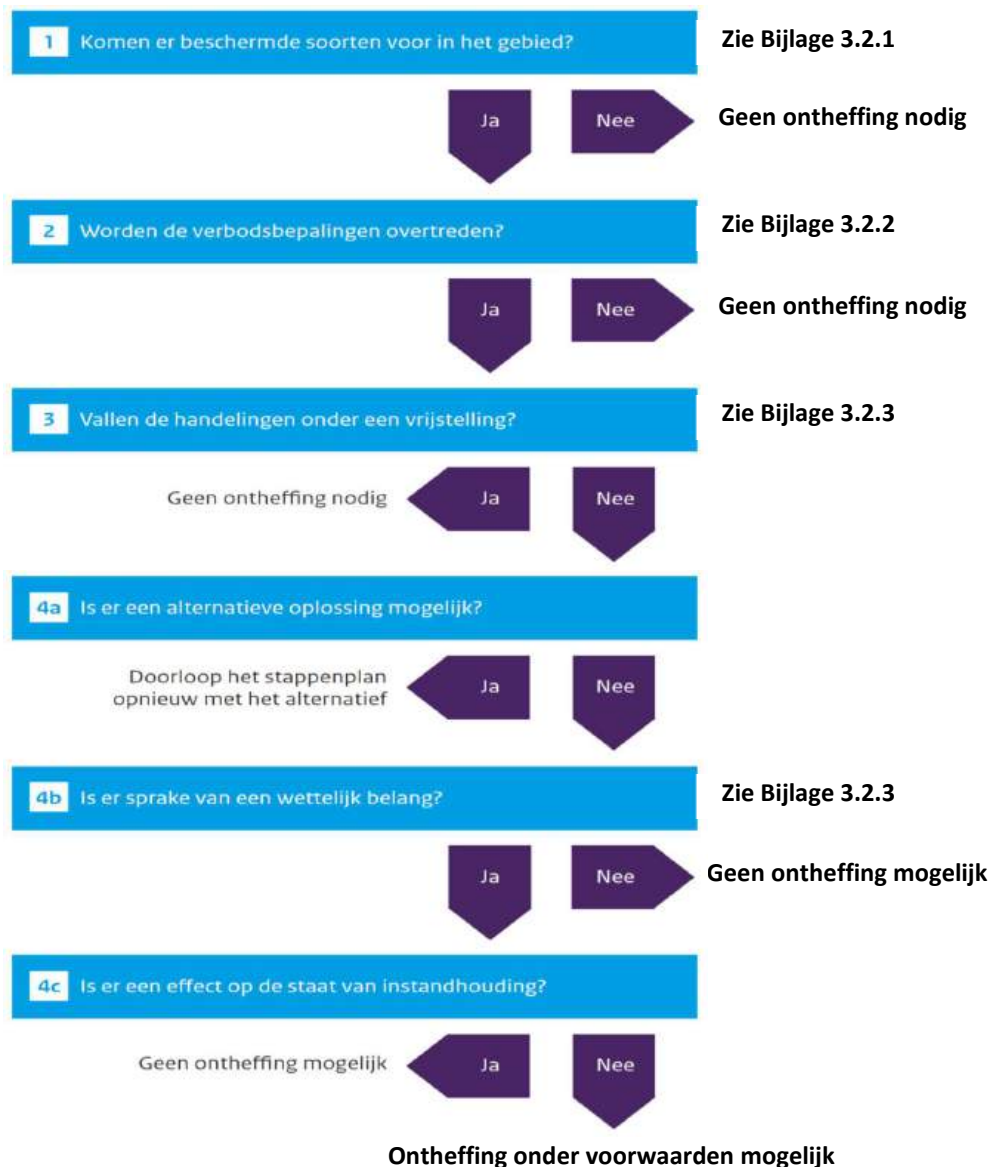 1 Komen er beschermde soorten voor in het gebied? Zie Bijlage 3.2.1
Ja Nee Geen ontheffing nodig
2 Worden de verbodsbepalingen overtreden? Zie Bijlage 3.2.2
Ja Nee Geen ontheffing nodig
3 Vallen de handelingen onder een vrijstelling? Zie Bijlage 3.2.3
Geen ontheffing nodig Ja Nee
4a Is er een alternatieve oplossing mogelijk?
Doorloop het stappenplan
opnieuw met het alternatief Ja Nee
4b Is er sprake van een wettelijk belang? Zie Bijlage 3.2.3
Ja Nee Geen ontheffing mogelijk
4c Is er een effect op de staat van instandhouding?
Geen ontheffing mogelijk Ja Nee
Ontheffing onder voorwaarden mogelijk